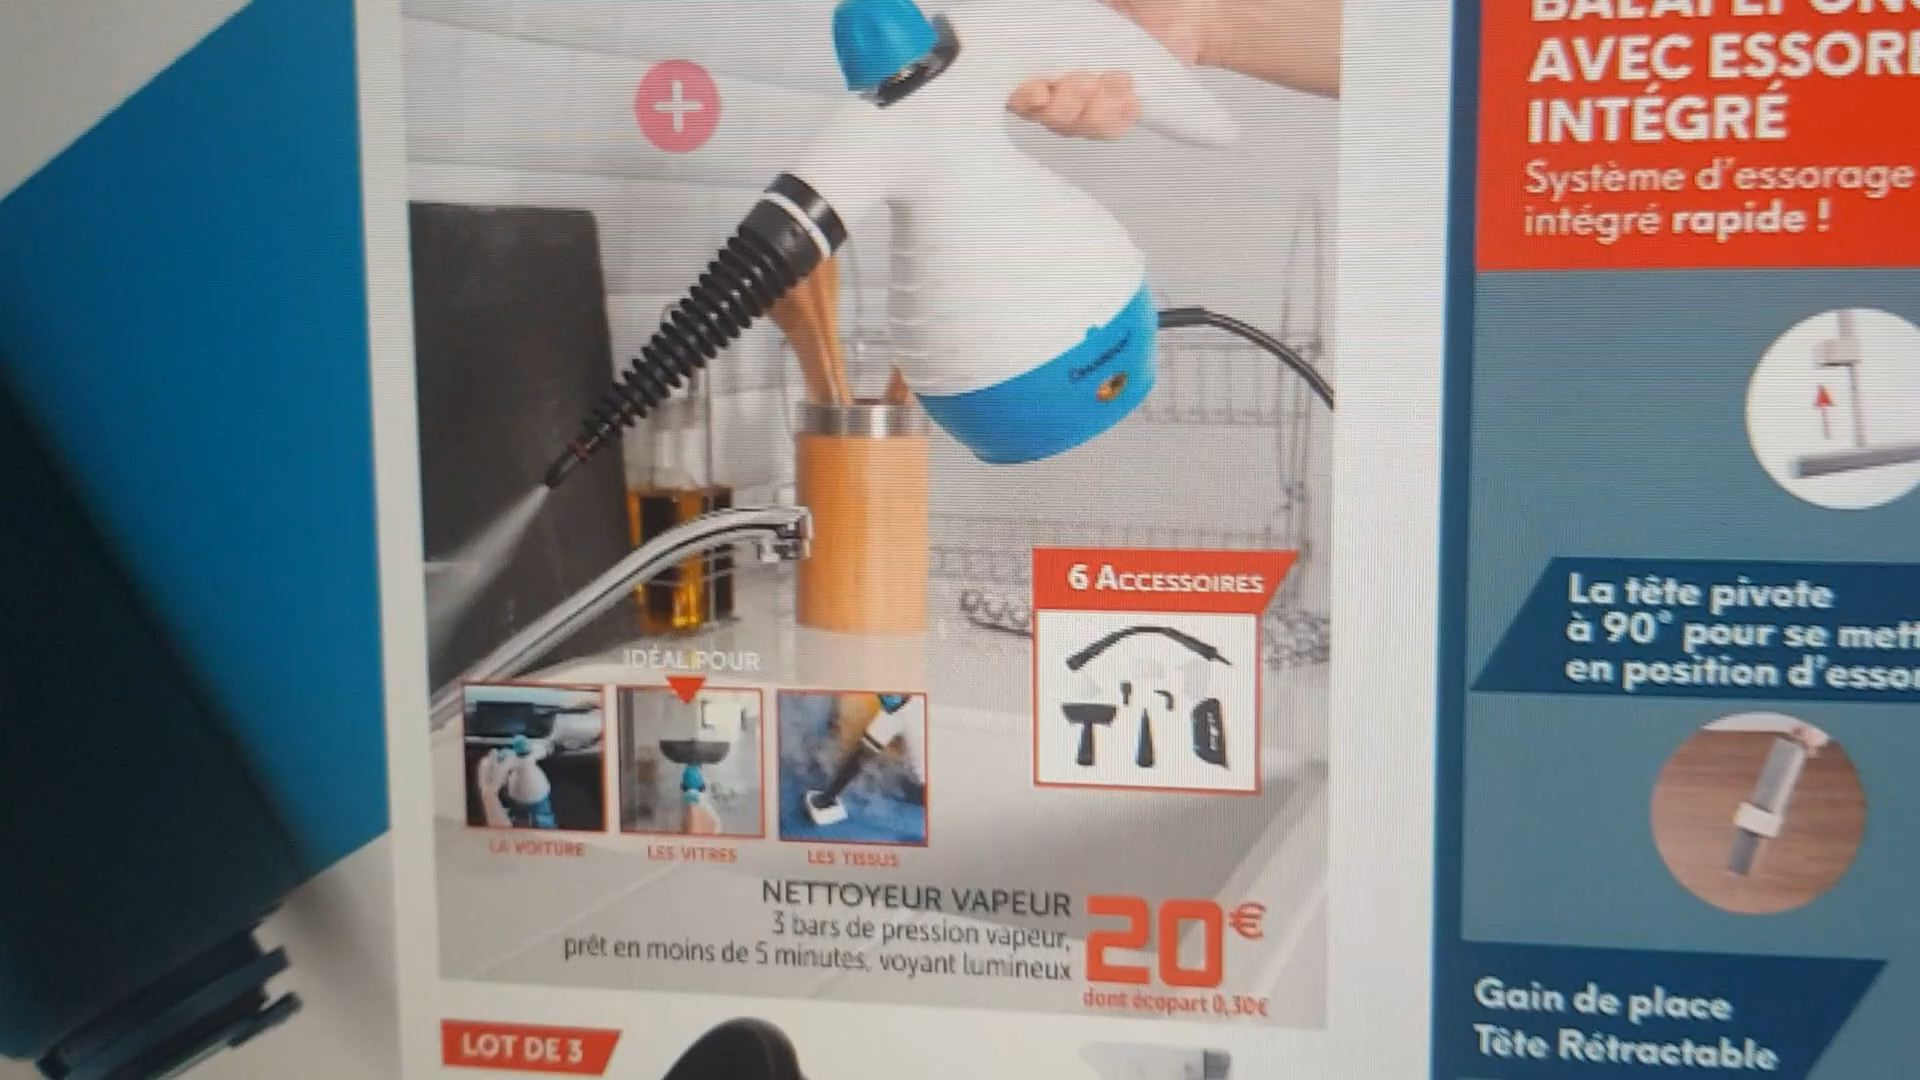 6 ACCESSOIRES
IDÉAL POUR
LA VOITURE
LES VITRES
LES TISSUS
NETTOYEUR VAPEUR
3 bars de pression vapeur,
prêt en moins de 5 minutes, voyant lumineux
20€
dont écopart 0,30€
LOT DE 3
AVEC ESSOR
INTÉGRÉ
Système d'essorage
intégré rapide !
La tête pivote
à 90° pour se mett
en position d'essor
Gain de place
Tête Rétractable